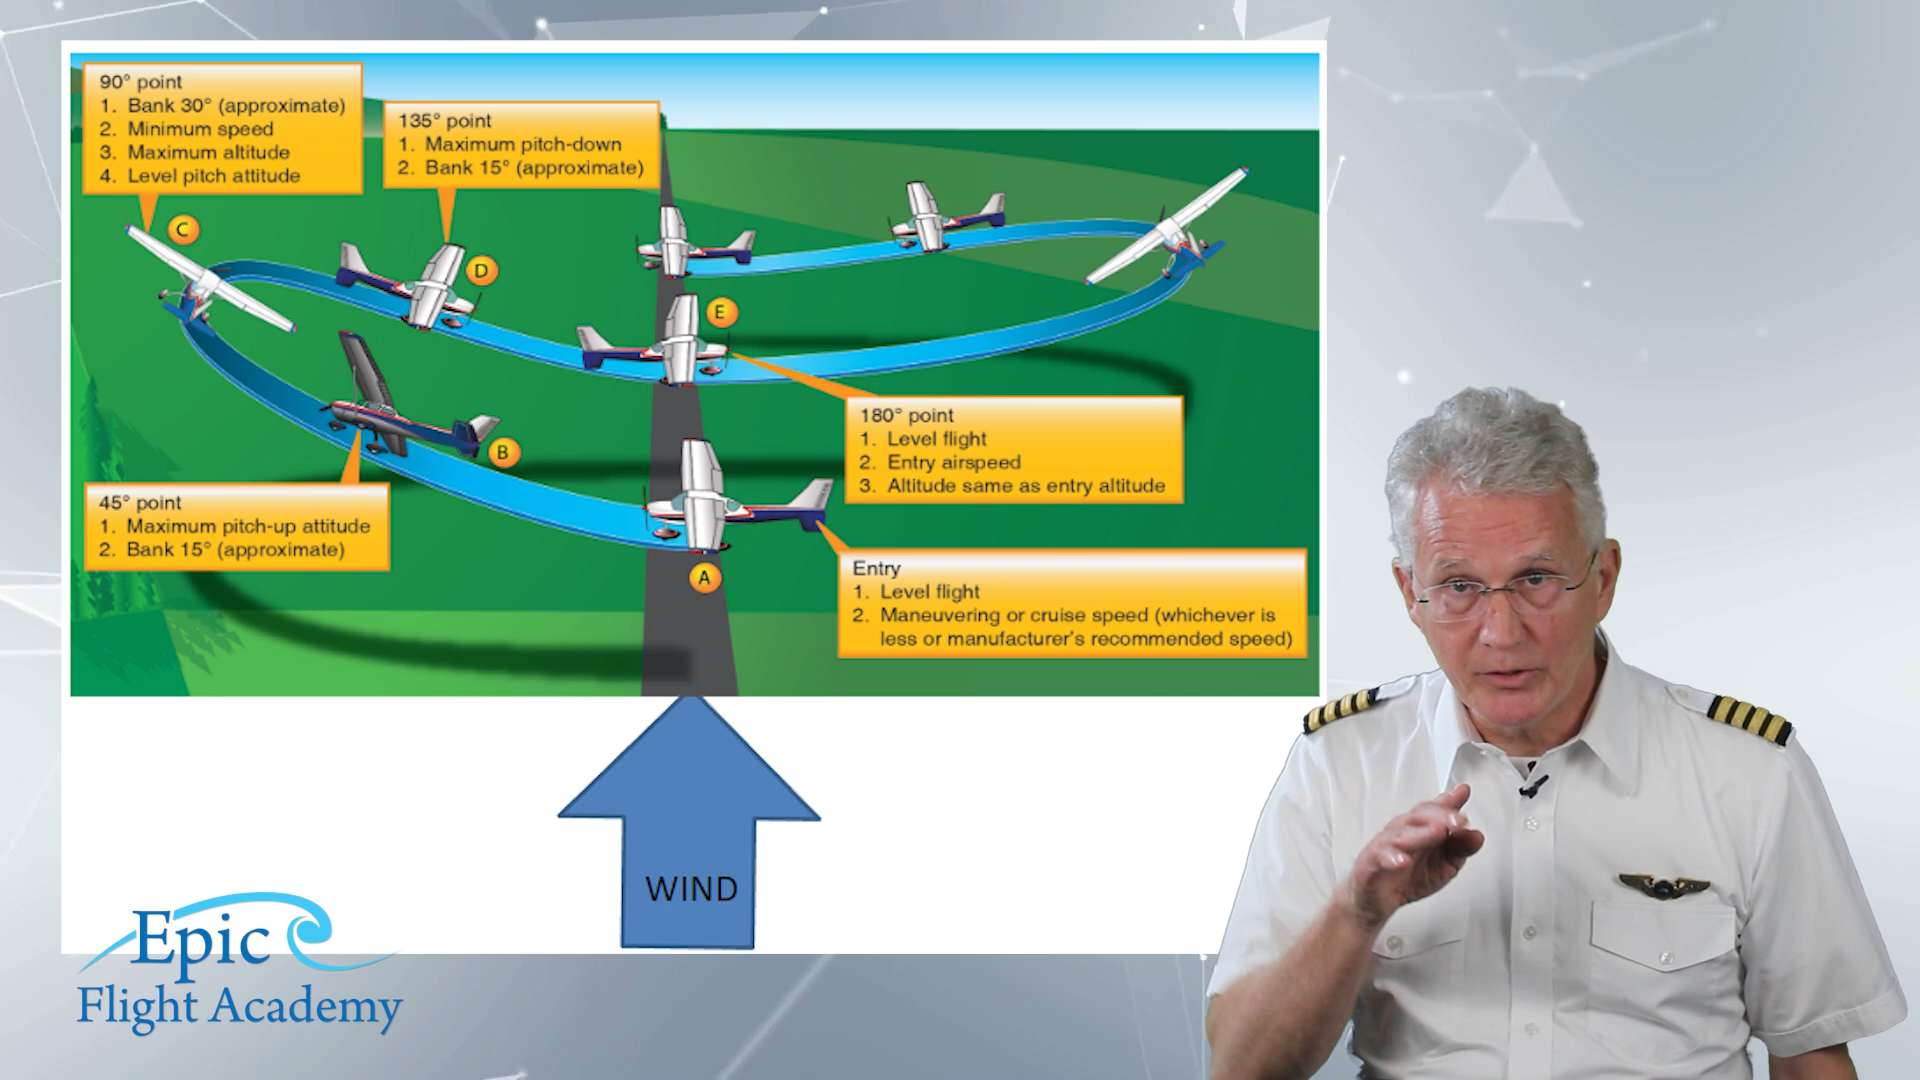 90° point
1. Bank 30° (approximate)
2. Minimum speed
3. Maximum altitude
4. Level pitch attitude
135° point
1. Maximum pitch-down
2. Bank 15° (approximate)
C
D
E
B
A
180° point
1. Level flight
2. Entry airspeed
3. Altitude same as entry altitude
45° point
1. Maximum pitch-up attitude
2. Bank 15° (approximate)
Entry
1. Level flight
2. Maneuvering or cruise speed (whichever is
less or manufacturer's recommended speed)
WIND
Epic
Flight Academy